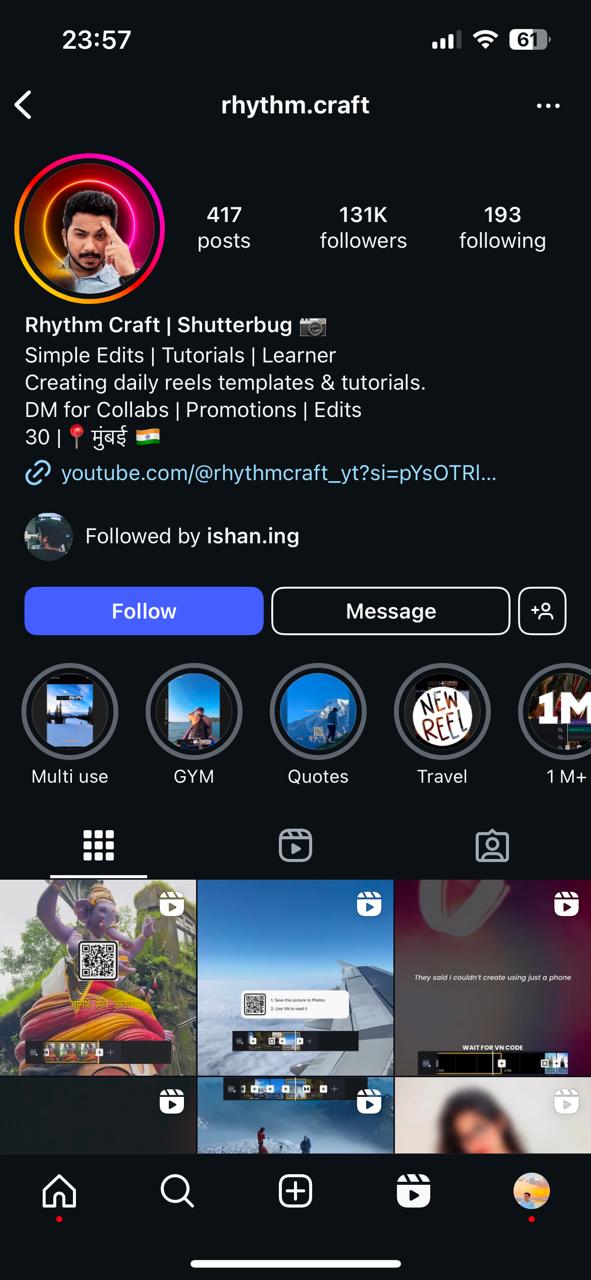 23:57
61
rhythm.craft
417
posts
131K
followers
193
following
Rhythm Craft | Shutterbug 📷
Simple Edits | Tutorials | Learner
Creating daily reels templates & tutorials.
DM for Collabs | Promotions | Edits
30 |📍मुंबई 🇮🇳
youtube.com/@rhythmcraft_yt?si=pYsOTRl...
Followed by ishan.ing
Follow
Message
NEW
REEL
1M
Multi use
GYM
Quotes
Travel
1 M+
1. Save this picture to Photos
2. Use VN to read it
They said I couldn't create using just a phone
WAIT FOR VN CODE